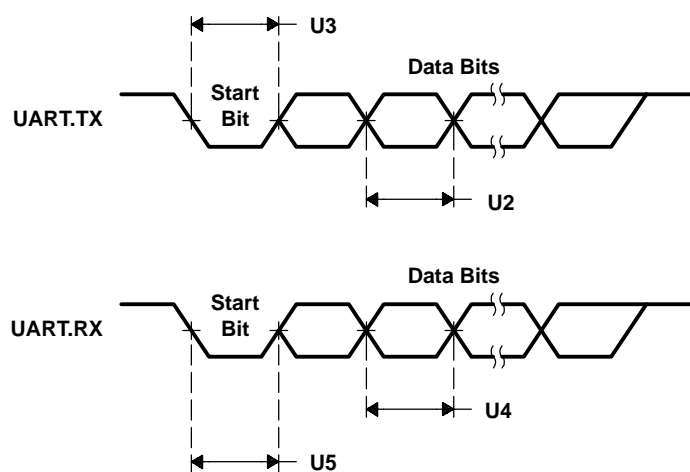 U3
Data Bits
Start
Bit
UART.TX
U2
Data Bits
Start
Bit
UART.RX
U4
U5